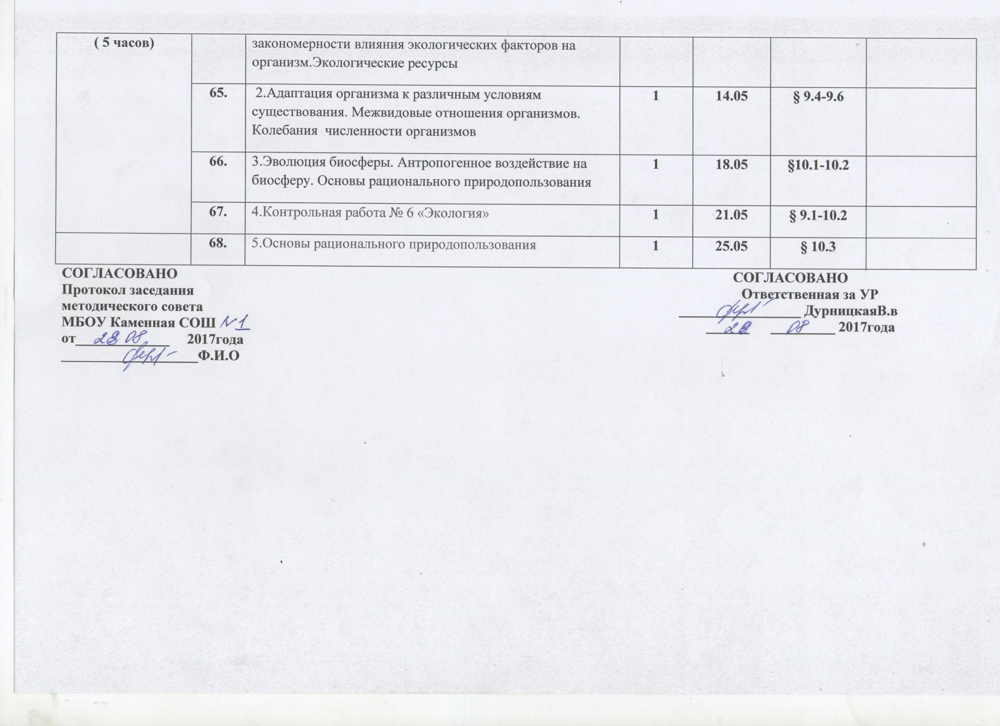 ( 5 часов)
закономерности влияния экологических факторов на
организм.Экологические ресурсы
65.
2.Адаптация организма к различным условиям
существования. Межвидовые отношения организмов.
Колебания численности организмов
1
14.05
§ 9.4-9.6
66.
3.Эволюция биосферы. Антропогенное воздействие на
биосферу. Основы рационального природопользования
1
18.05
§10.1-10.2
67.
4.Контрольная работа № 6 «Экология»
1
21.05
§ 9.1-10.2
68.
5.Основы рационального природопользования
1
25.05
§ 10.3
СОГЛАСОВАНО
Протокол заседания
методического совета
МБОУ Каменная СОШ №1
от 08 2017года
Ф.И.О
СОГЛАСОВАНО
Ответственная за УР
ДурницкаяВ.в
08 2017года